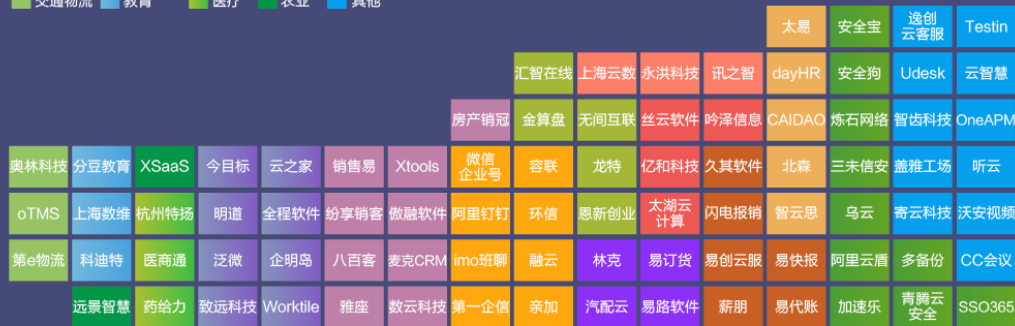 交通物流 教育 医疗 农业 其他
太易 安全宝 逸创云客服 Testin
汇智在线 上海云数 永洪科技 讯之智 dayHR 安全狗 Udesk 云智慧
房产销冠 金算盘 无间互联 丝云软件 吟泽信息 CAIDAO 炼石网络 智齿科技 OneAPM
奥林科技 分豆教育 XSaaS 今目标 云之家 销售易 Xtools 微信企业号 容联 龙特 亿和科技 久其软件 北森 三未信安 盖雅工场 听云
oTMS 上海数维 杭州特扬 明道 全程软件 纷享销客 傲融软件 阿里钉钉 环信 恩新创业 太湖云计算 闪电报销 智云思 乌云 寄云科技 沃安视频
第e物流 科迪特 医商通 泛微 企明岛 八百客 麦克CRM imo班聊 融云 林克 易订货 易创云服 易快报 阿里云盾 多备份 CC会议
远景智慧 药给力 致远科技 Worktile 雅座 数云科技 第一企信 亲加 汽配云 易路软件 薪朋 易代账 加速乐 青腾云安全 SSO365